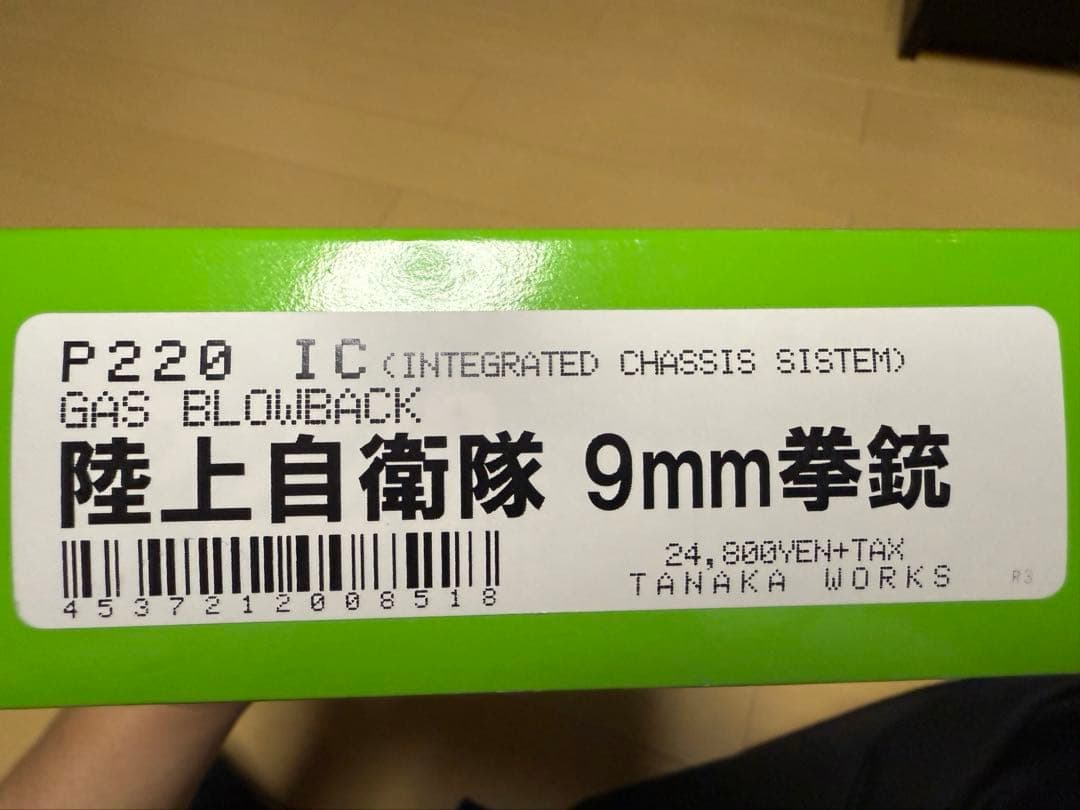 P220 IC(INTEGRATED CHASSIS SISTEM)
GAS BLOWBACK
陸上自衛隊 9mm拳銃
4537212008518
24,800YEN+TAX
TANAKA WORKS
R3